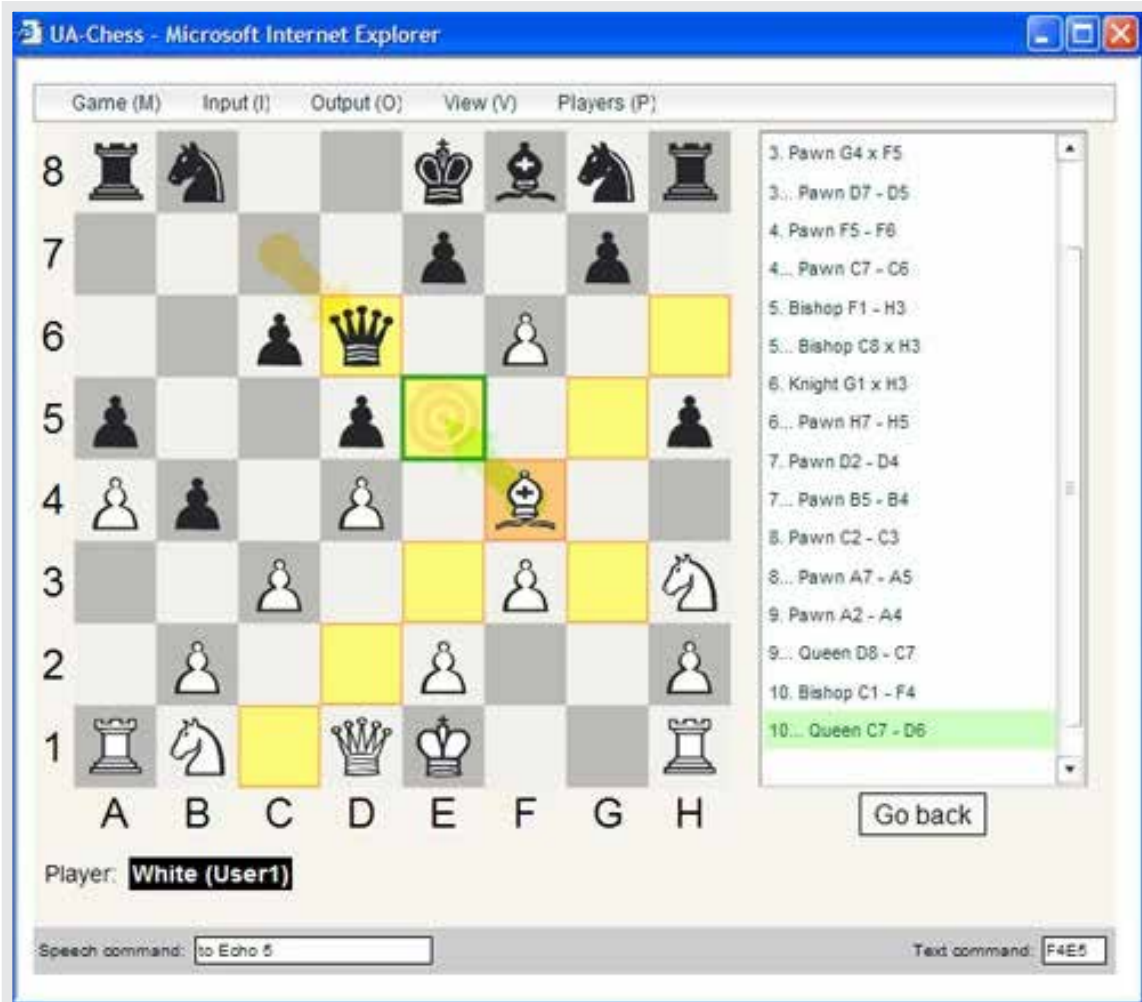 UA-Chess - Microsoft Internet Explorer
Game (M) Input (I) Output (O) View (V) Players (P)
8
7
6
5
4
3
2
1
A B C D E F G H
3. Pawn G4 x F5
3... Pawn D7 - D5
4. Pawn F5 - F6
4... Pawn C7 - C6
5. Bishop F1 - H3
5... Bishop C8 x H3
6. Knight G1 x H3
6... Pawn H7 - H5
7. Pawn D2 - D4
7... Pawn B5 - B4
8. Pawn C2 - C3
8... Pawn A7 - A5
9. Pawn A2 - A4
9... Queen D8 - C7
10. Bishop C1 - F4
10... Queen C7 - D6
Go back
Player: White (User1)
Speech command: to Echo 5
Text command: F4E5